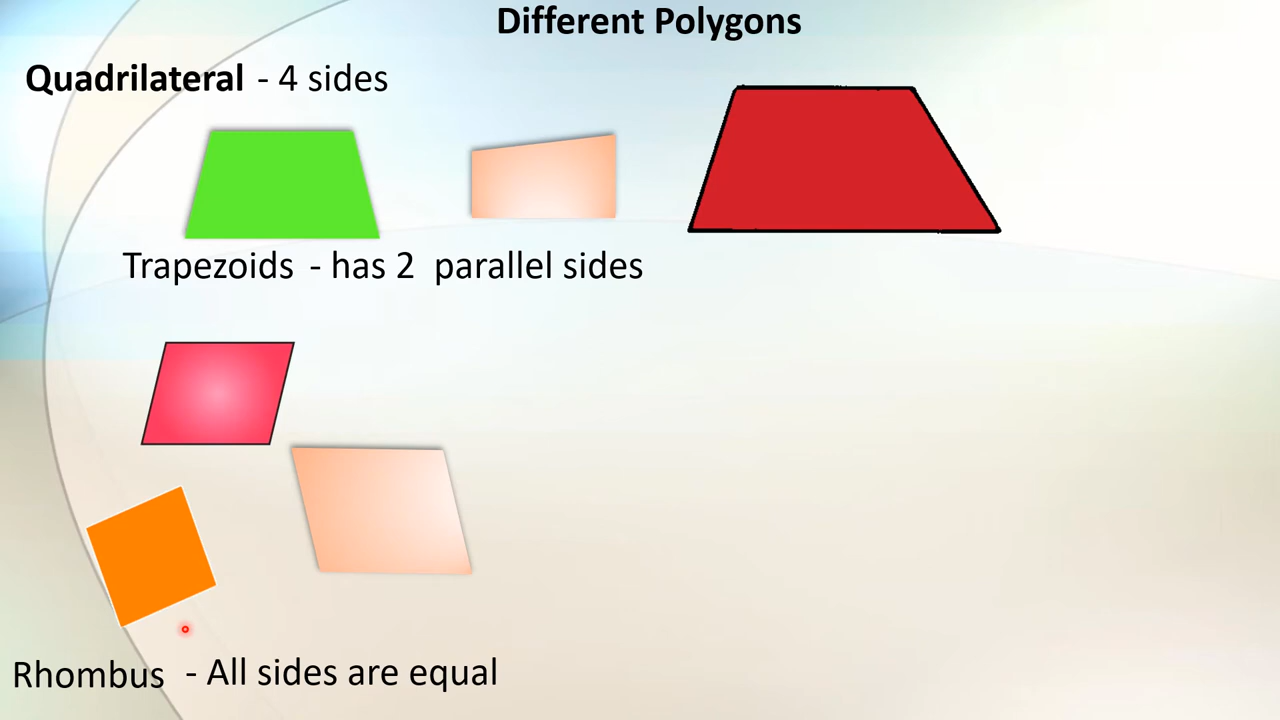 Different Polygons
Quadrilateral - 4 sides
Trapezoids - has 2 parallel sides
Rhombus - All sides are equal